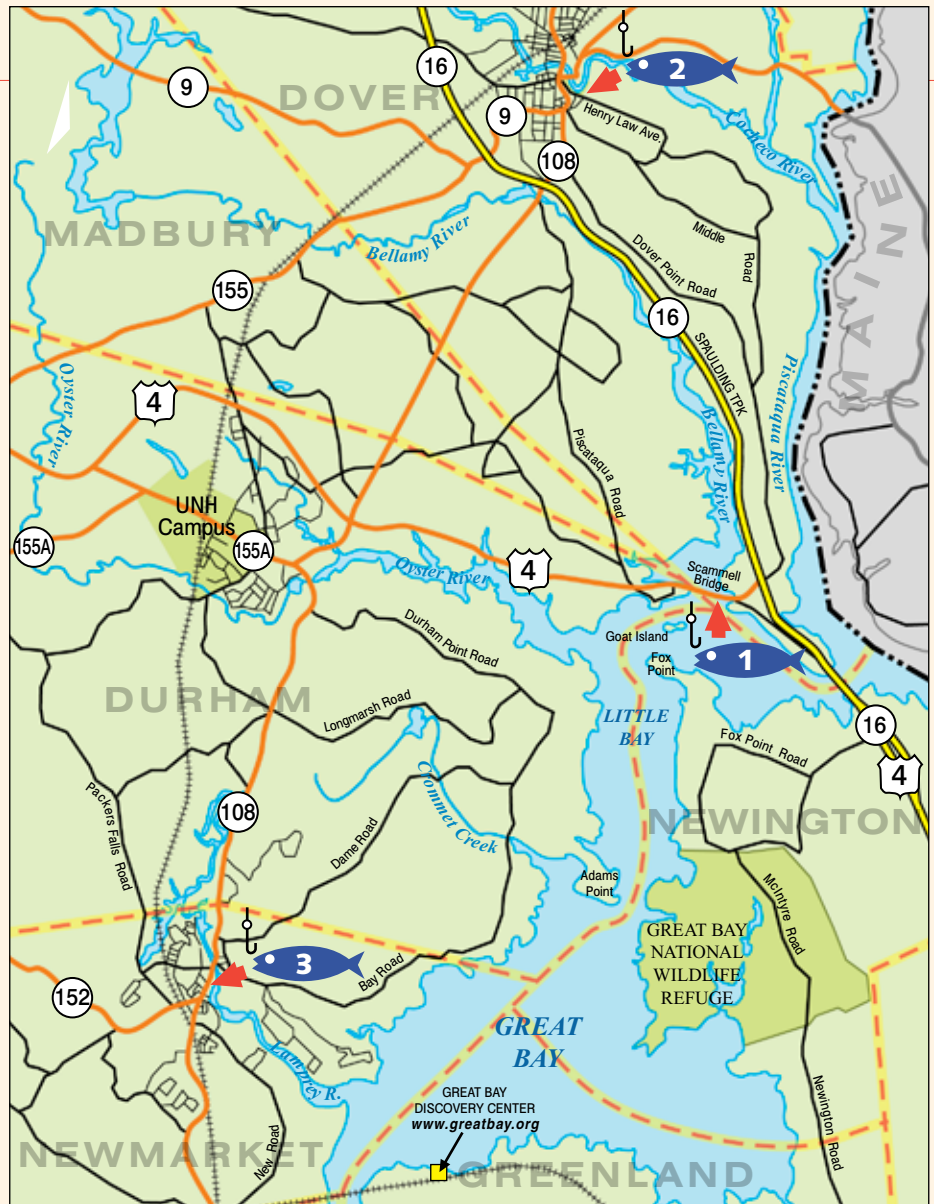 16
2
9
DOVER
9
Henry Law Ave.
Cocheco River
108
MAINE
MADBURY
Bellamy River
Middle
Road
Dover Point Road
155
16
SPAULDING TPK
Piscataqua River
Oyster River
4
Bellamy River
Piscataqua Road
UNH
Campus
155A
155A
Oyster River
4
Scammell
Bridge
Goat Island
1
Fox
Point
Durham Point Road
DURHAM
Longmarsh Road
LITTLE
BAY
16
Fox Point Road
4
Packers Falls Road
108
Crommet Creek
NEWINGTON
Dame Road
Adams
Point
McIntyre Road
GREAT BAY
NATIONAL
WILDLIFE
REFUGE
3
Bay Road
152
GREAT
BAY
Lamprey R.
GREAT BAY
DISCOVERY CENTER
www.greatbay.org
Newington Road
New Road
NEWMARKET
GREENLAND